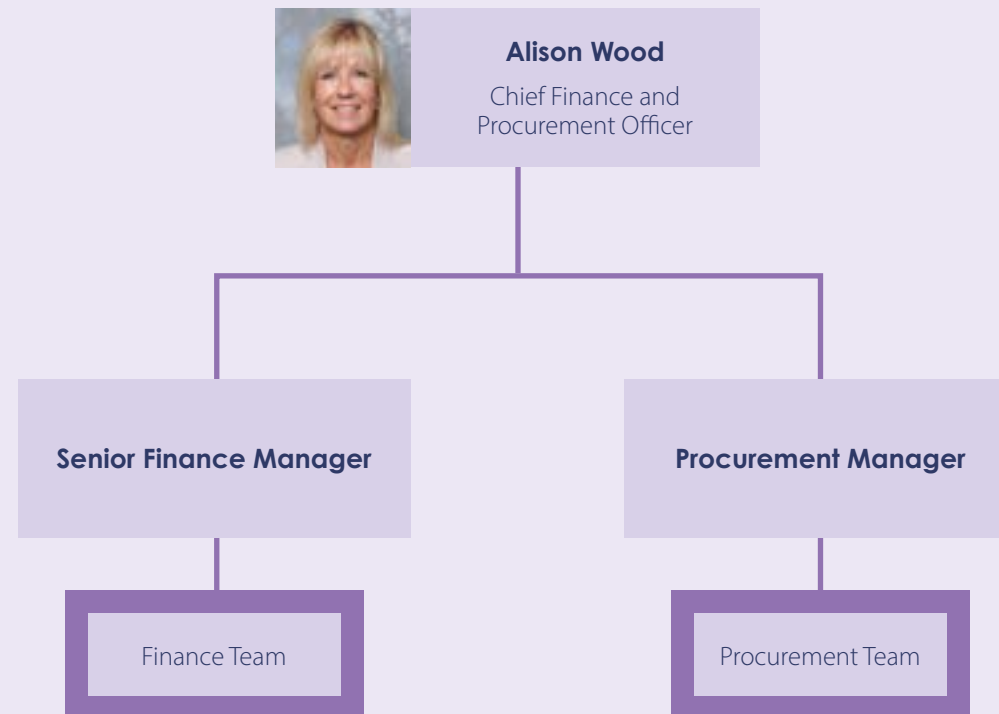 Alison Wood
Chief Finance and
Procurement Officer
Senior Finance Manager
Procurement Manager
Finance Team
Procurement Team